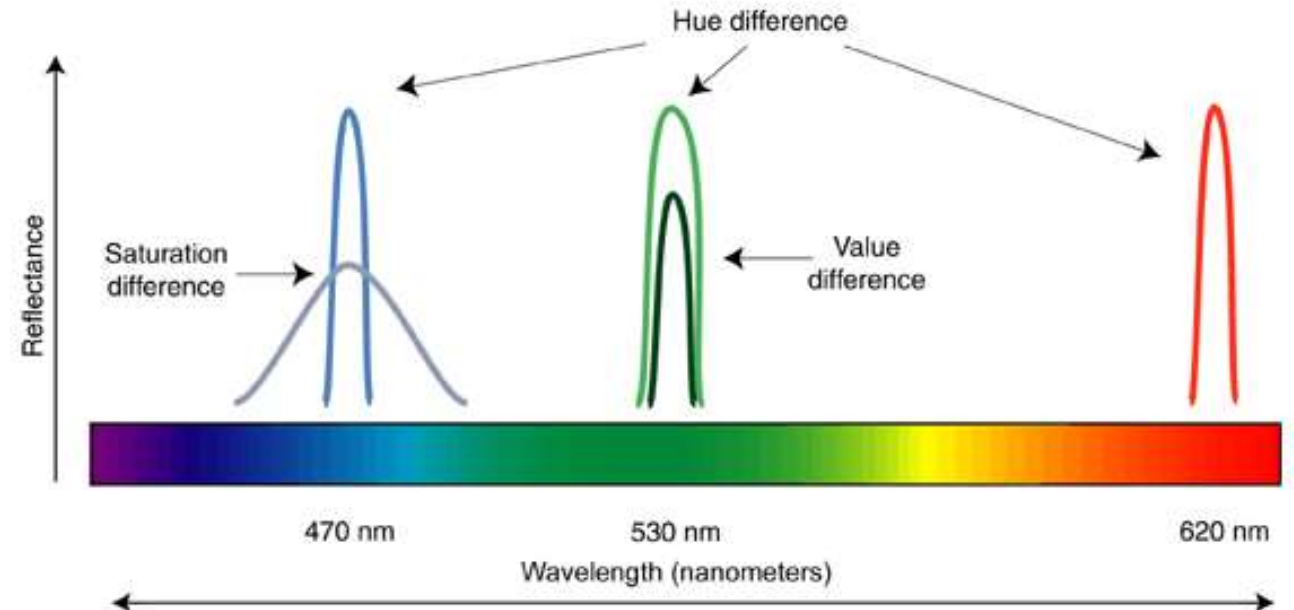 Hue difference
Reflectance
Saturation
difference
Value
difference
470 nm
530 nm
620 nm
Wavelength (nanometers)